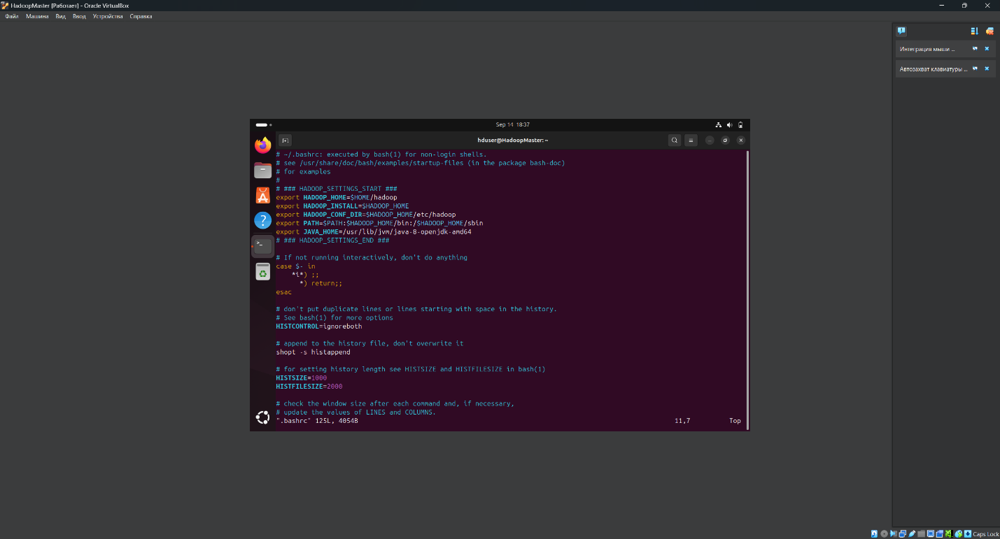 HadoopMaster [Работает] - Oracle VirtualBox
Файл Машина Вид Ввод Устройства Справка
Интеграция мыши ...
Автозахват клавиатуры ...
Sep 14 18:37
hduser@HadoopMaster: ~
# ~/.bashrc: executed by bash(1) for non-login shells.
# see /usr/share/doc/bash/examples/startup-files (in the package bash-doc)
# for examples
#
# ### HADOOP_SETTINGS_START ###
export HADOOP_HOME=$HOME/hadoop
export HADOOP_INSTALL=$HADOOP_HOME
export HADOOP_CONF_DIR=$HADOOP_HOME/etc/hadoop
export PATH=$PATH:$HADOOP_HOME/bin:/$HADOOP_HOME/sbin
export JAVA_HOME=/usr/lib/jvm/java-8-openjdk-amd64
# ### HADOOP_SETTINGS_END ###
# If not running interactively, don't do anything
case $- in
*i*) ;;
*) return;;
esac
# don't put duplicate lines or lines starting with space in the history.
# See bash(1) for more options
HISTCONTROL=ignoreboth
# append to the history file, don't overwrite it
shopt -s histappend
# for setting history length see HISTSIZE and HISTFILESIZE in bash(1)
HISTSIZE=1000
HISTFILESIZE=2000
# check the window size after each command and, if necessary,
# update the values of LINES and COLUMNS.
".bashrc" 125L, 4054B 11,7 Top
Caps Lock